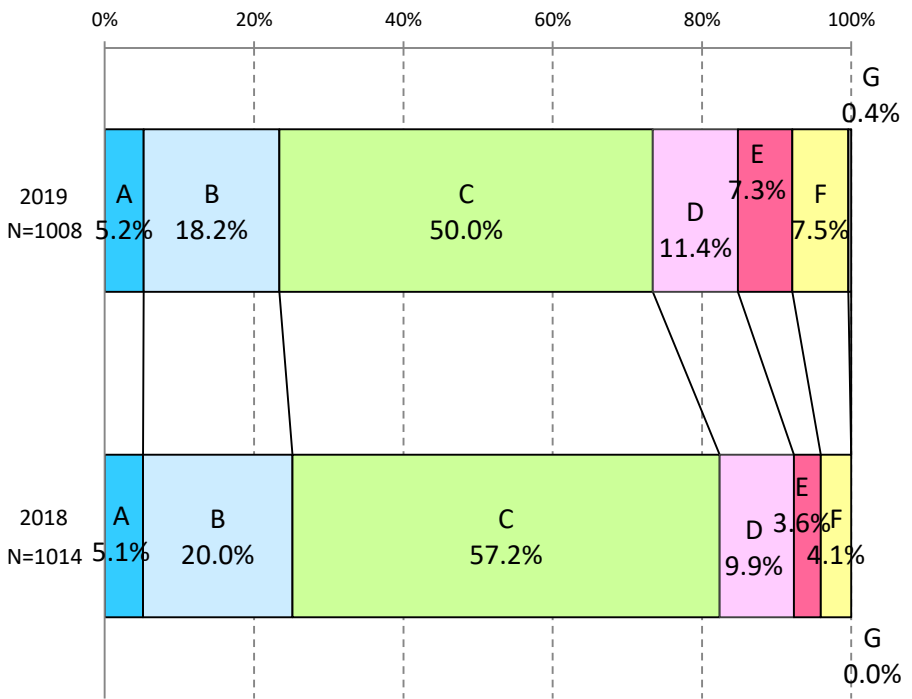 0% 20% 40% 60% 80% 100%
G
0.4%
2019
N=1008
A
5.2%
B
18.2%
C
50.0%
D
11.4%
E
7.3%
F
7.5%
2018
N=1014
A
5.1%
B
20.0%
C
57.2%
D
9.9%
E
3.6%
F
4.1%
G
0.0%